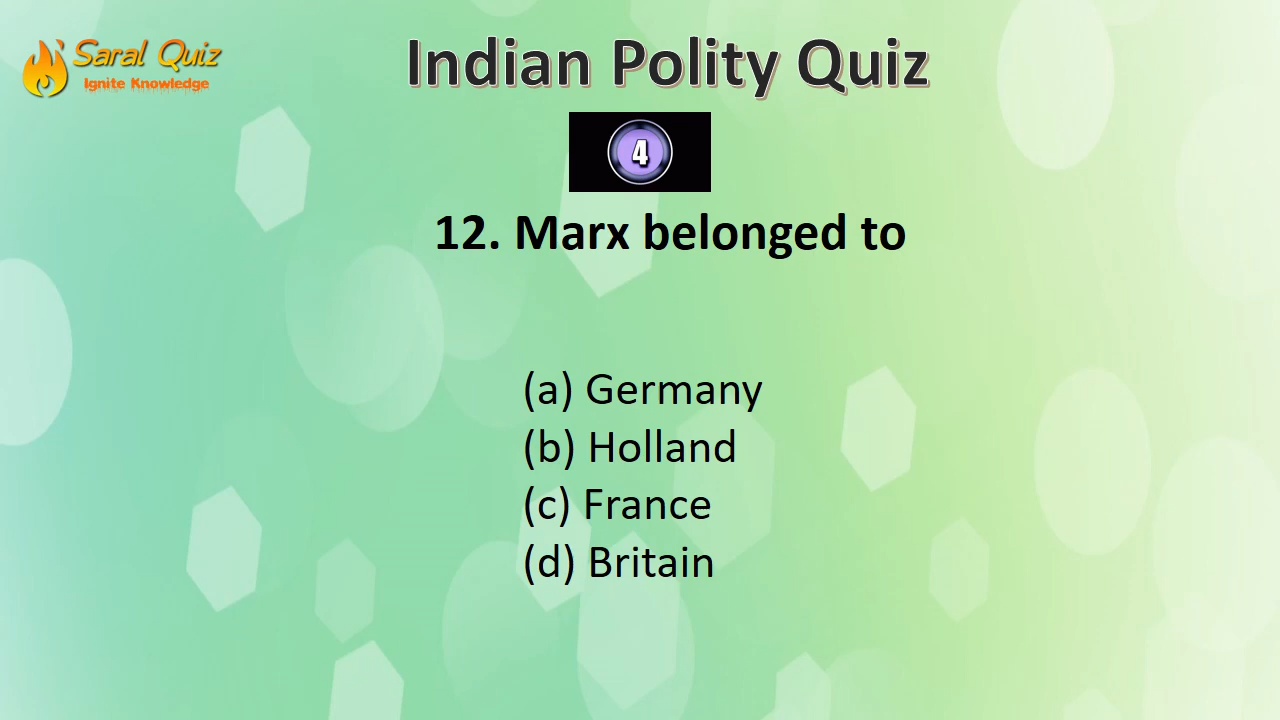 Saral Quiz
Ignite Knowledge
Indian Polity Quiz
4
12. Marx belonged to
(a) Germany
(b) Holland
(c) France
(d) Britain